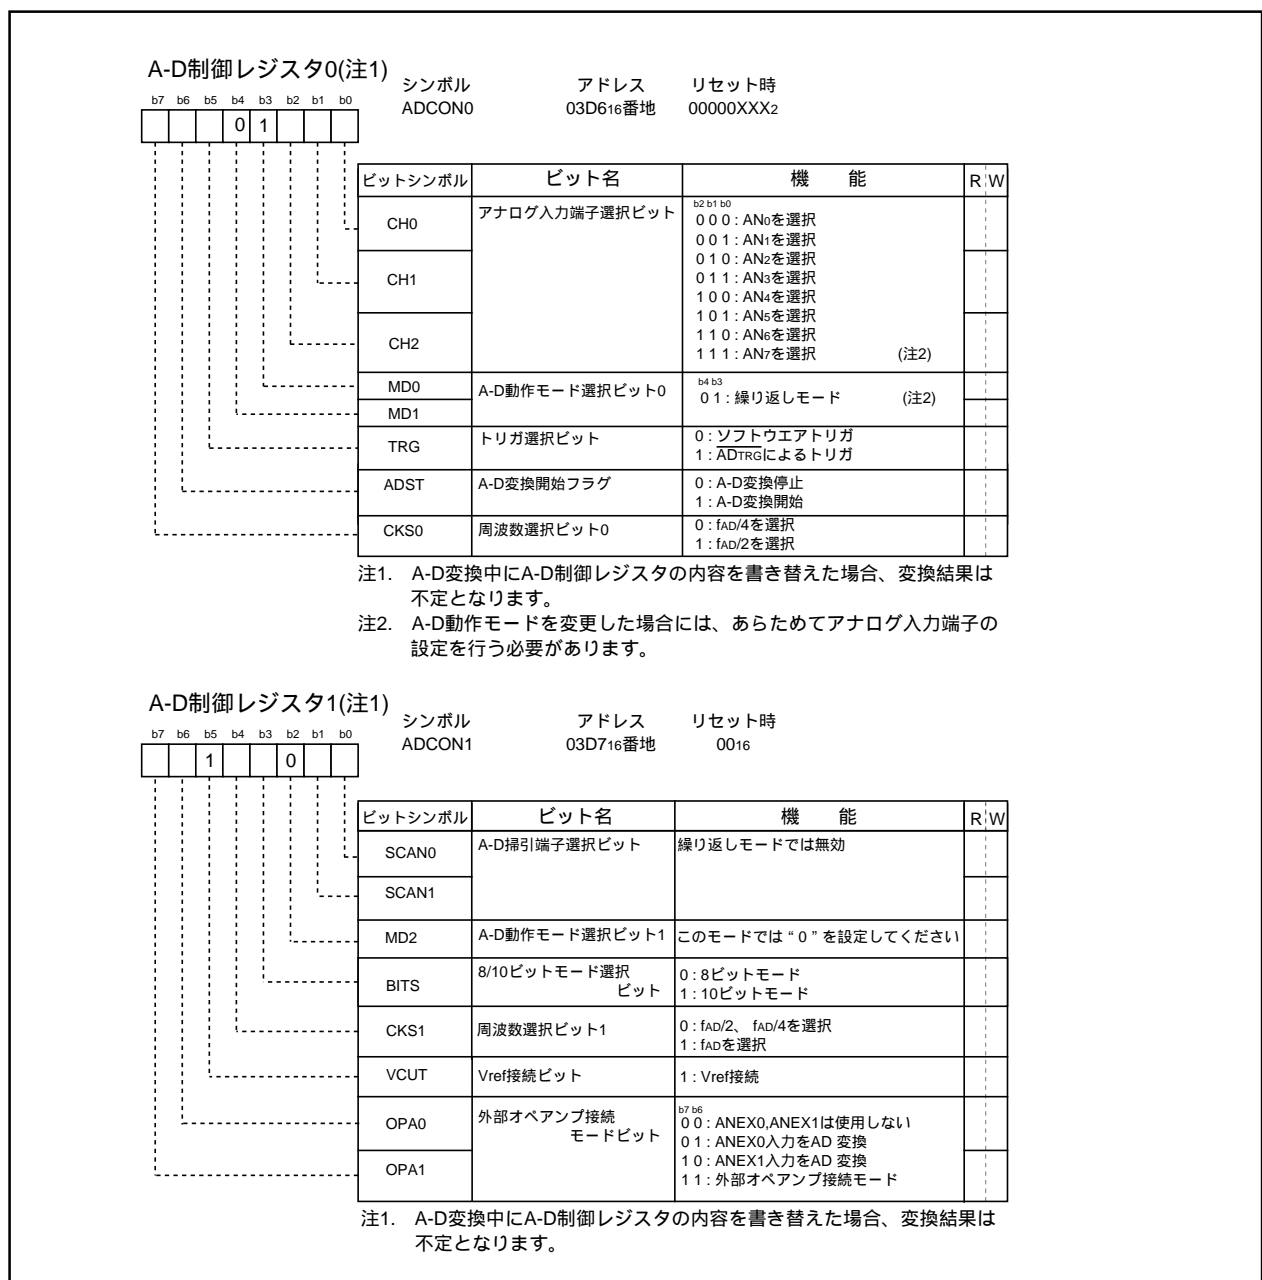 A-D制御レジスタ0(注1)
シンボル アドレス リセット時
ADCON0 03D616番地 00000XXX2
b7 b6 b5 b4 b3 b2 b1 b0
0 1
ビットシンボル ビット名 機 能 R W
CH0 アナログ入力端子選択ビット
b2 b1 b0
0 0 0 : AN0を選択
0 0 1 : AN1を選択
0 1 0 : AN2を選択
CH1
0 1 1 : AN3を選択
1 0 0 : AN4を選択
1 0 1 : AN5を選択
1 1 0 : AN6を選択
CH2
1 1 1 : AN7を選択 (注2)
MD0 A-D動作モード選択ビット0
b4 b3
0 1 : 繰り返しモード (注2)
MD1
TRG トリガ選択ビット
0 : ソフトウエアトリガ
1 : ADTRGによるトリガ
ADST A-D変換開始フラグ
0 : A-D変換停止
1 : A-D変換開始
CKS0 周波数選択ビット0
0 : fAD/4を選択
1 : fAD/2を選択
注1. A-D変換中にA-D制御レジスタの内容を書き替えた場合、変換結果は
不定となります。
注2. A-D動作モードを変更した場合には、あらためてアナログ入力端子の
設定を行う必要があります。
A-D制御レジスタ1(注1)
シンボル アドレス リセット時
ADCON1 03D716番地 0016
b7 b6 b5 b4 b3 b2 b1 b0
1 0
ビットシンボル ビット名 機 能 R W
SCAN0 A-D掃引端子選択ビット 繰り返しモードでは無効
SCAN1
MD2 A-D動作モード選択ビット1 このモードでは “ 0 ” を設定してください
BITS 8/10ビットモード選択
ビット
0 : 8ビットモード
1 : 10ビットモード
CKS1 周波数選択ビット1
0 : fAD/2、 fAD/4を選択
1 : fADを選択
VCUT Vref接続ビット 1 : Vref接続
OPA0 外部オペアンプ接続
モードビット
b7 b6
0 0 : ANEX0,ANEX1は使用しない
0 1 : ANEX0入力をAD 変換
1 0 : ANEX1入力をAD 変換
1 1 : 外部オペアンプ接続モード
OPA1
注1. A-D変換中にA-D制御レジスタの内容を書き替えた場合、変換結果は
不定となります。